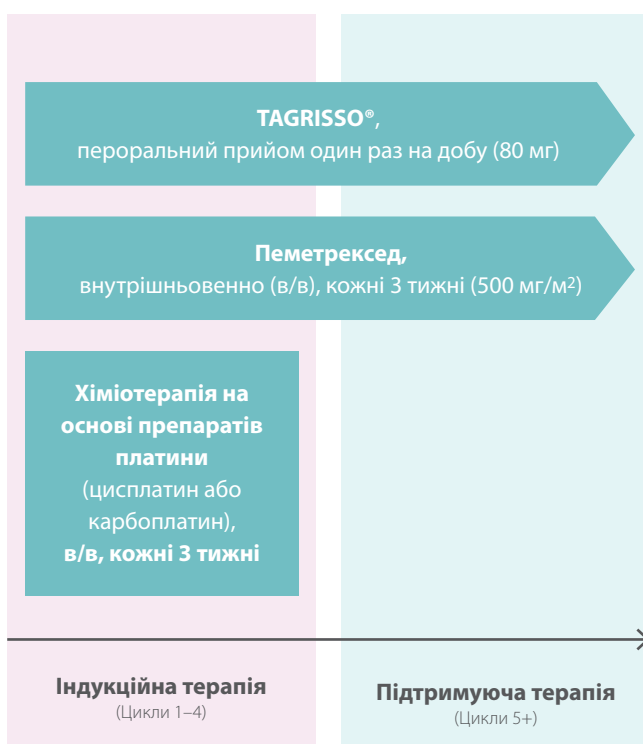 TAGRISSO®,
пероральний прийом один раз на добу (80 мг)
Пеметрексед,
внутрішньовенно (в/в), кожні 3 тижні (500 мг/м²)
Хіміотерапія на
основі препаратів
платини
(цисплатин або
карбоплатин),
в/в, кожні 3 тижні
Індукційна терапія
(Цикли 1–4)
Підтримуюча терапія
(Цикли 5+)